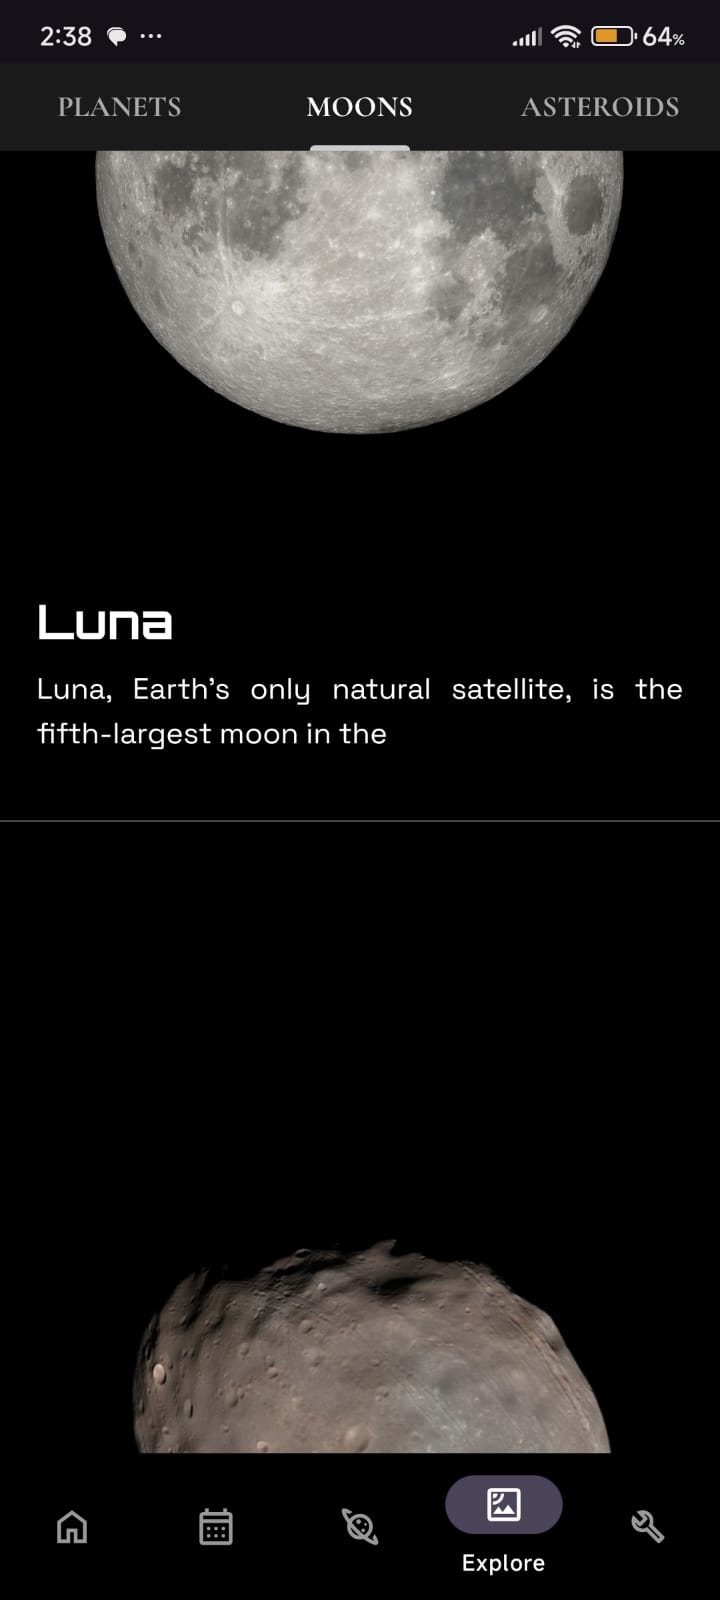 2:38
64%
PLANETS MOONS ASTEROIDS
Luna
Luna, Earth’s only natural satellite, is the
fifth-largest moon in the
Explore